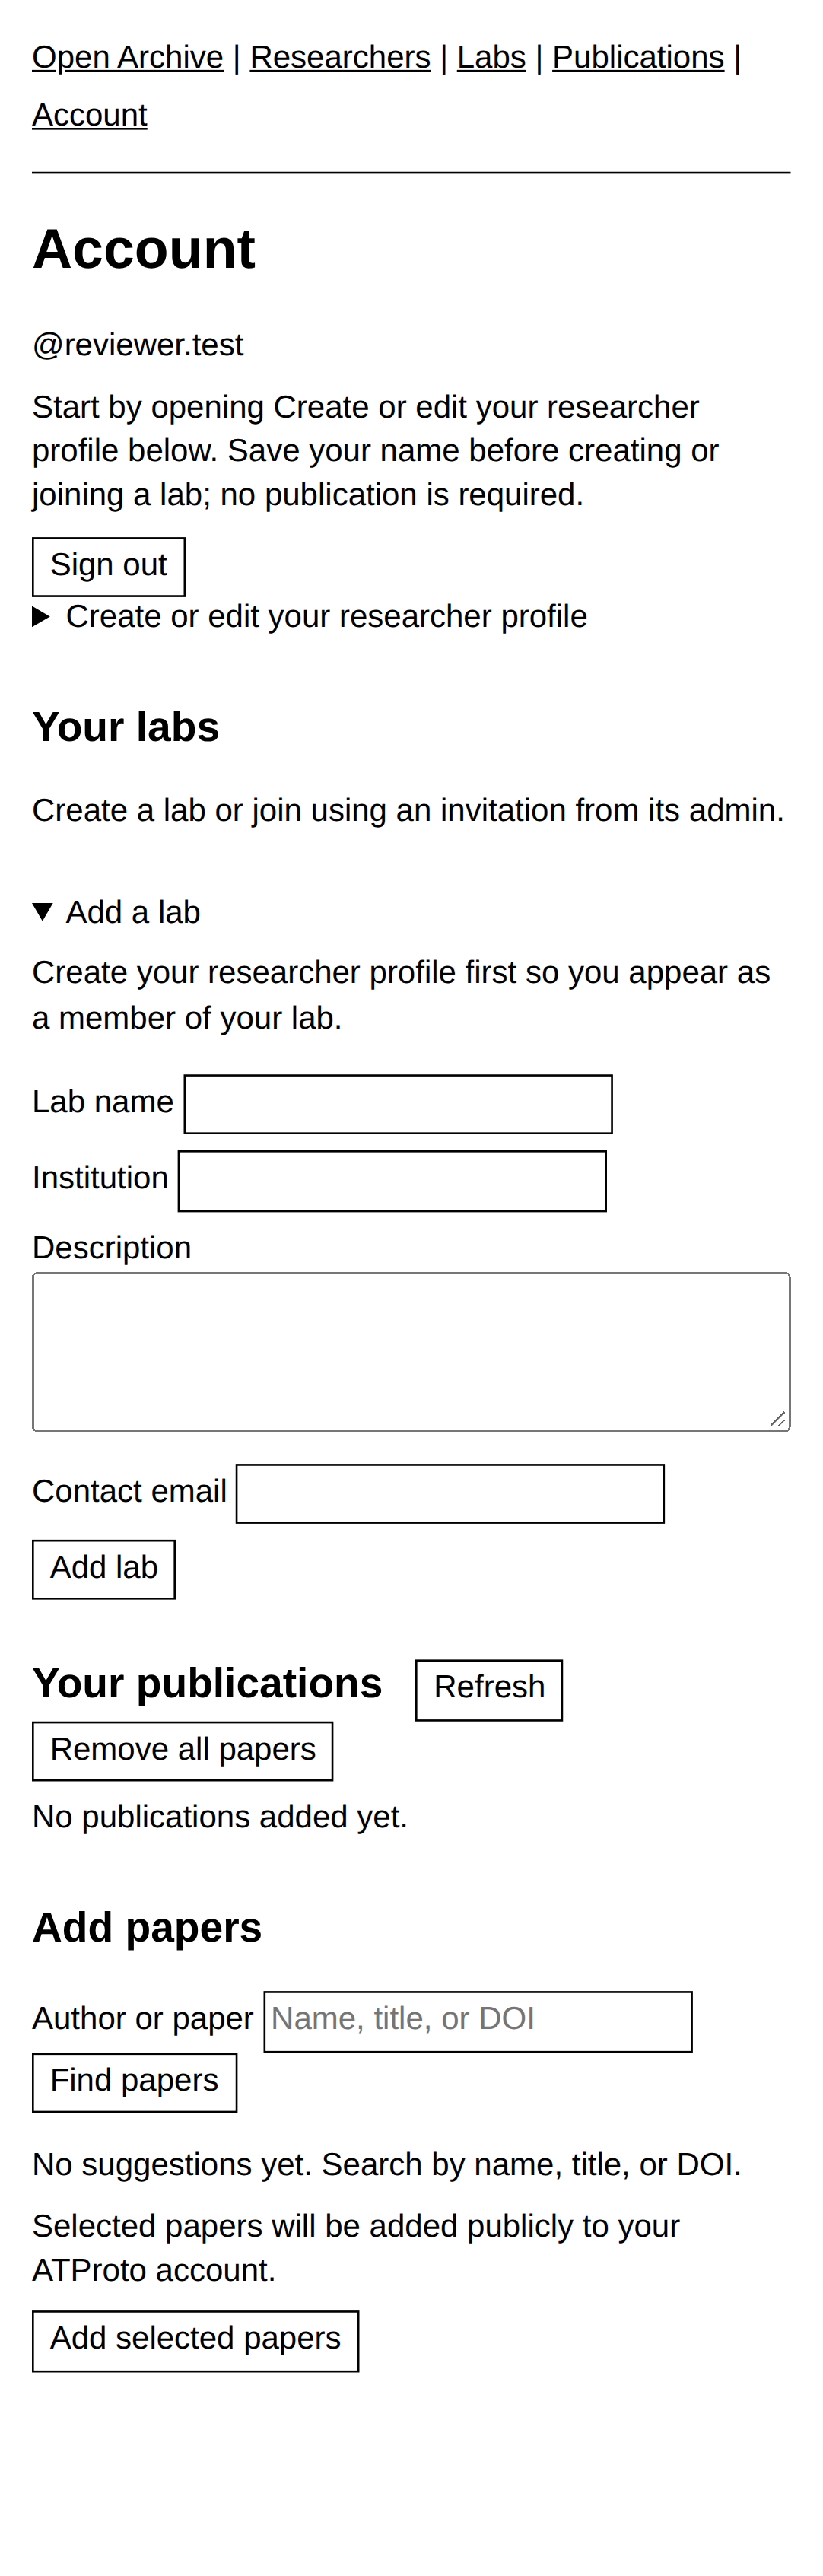 Open Archive | Researchers | Labs | Publications |
Account
Account
@reviewer.test
Start by opening Create or edit your researcher
profile below. Save your name before creating or
joining a lab; no publication is required.
Sign out
Create or edit your researcher profile
Your labs
Create a lab or join using an invitation from its admin.
Add a lab
Create your researcher profile first so you appear as
a member of your lab.
Lab name
Institution
Description
Contact email
Add lab
Your publications Refresh
Remove all papers
No publications added yet.
Add papers
Author or paper Name, title, or DOI
Find papers
No suggestions yet. Search by name, title, or DOI.
Selected papers will be added publicly to your
ATProto account.
Add selected papers